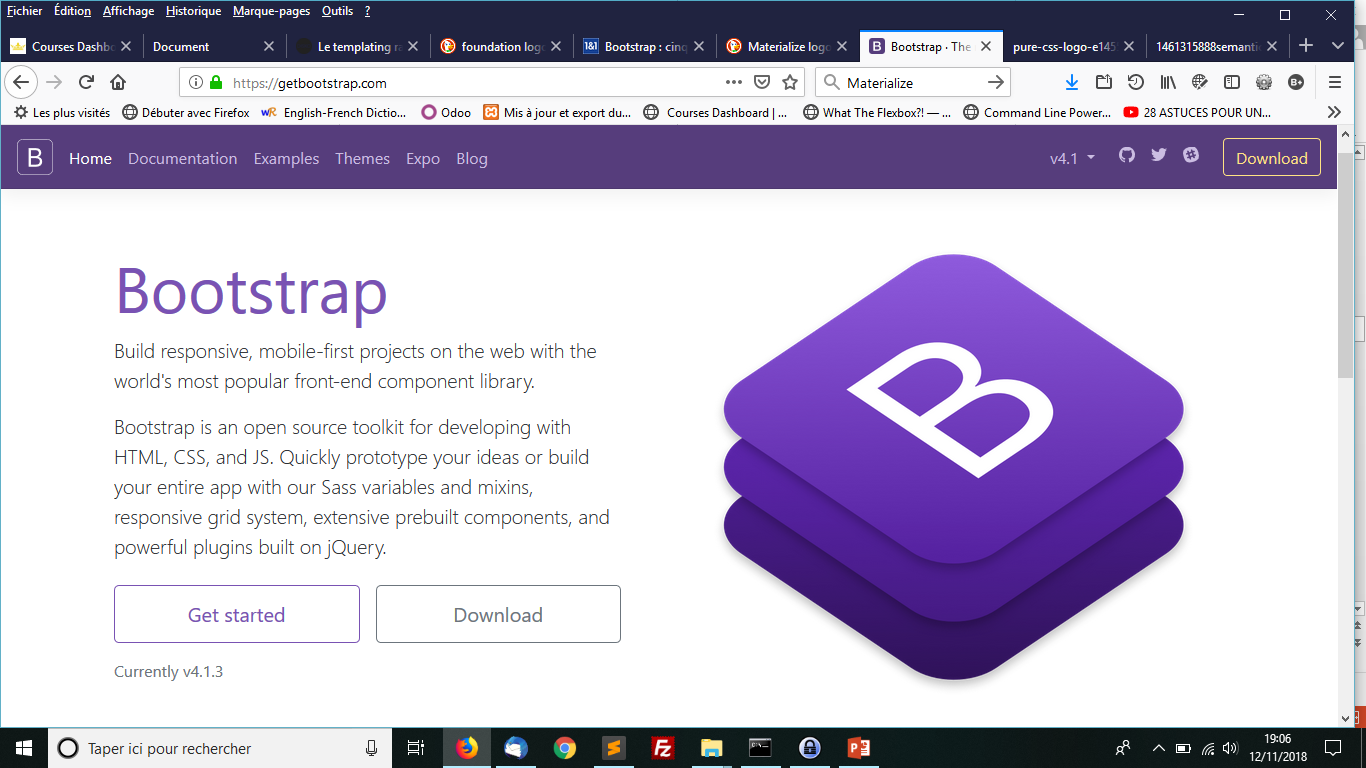 Fichier Édition Affichage Historique Marque-pages Outils ?
Courses Dashb Document Le templating ra foundation logo Bootstrap : cinq Materialize logo Bootstrap · The pure-css-logo-e145 1461315888semanti
https://getbootstrap.com Materialize
Les plus visités Débuter avec Firefox English-French Dictio... Odoo Mis à jour et export du... Courses Dashboard | ... What The Flexbox?! — ... Command Line Power... 28 ASTUCES POUR UN...
B Home Documentation Examples Themes Expo Blog v4.1 Download
Bootstrap
Build responsive, mobile-first projects on the web with the
world's most popular front-end component library.
Bootstrap is an open source toolkit for developing with
HTML, CSS, and JS. Quickly prototype your ideas or build
your entire app with our Sass variables and mixins,
responsive grid system, extensive prebuilt components, and
powerful plugins built on jQuery.
Get started Download
Currently v4.1.3
B
Taper ici pour rechercher
19:06
12/11/2018